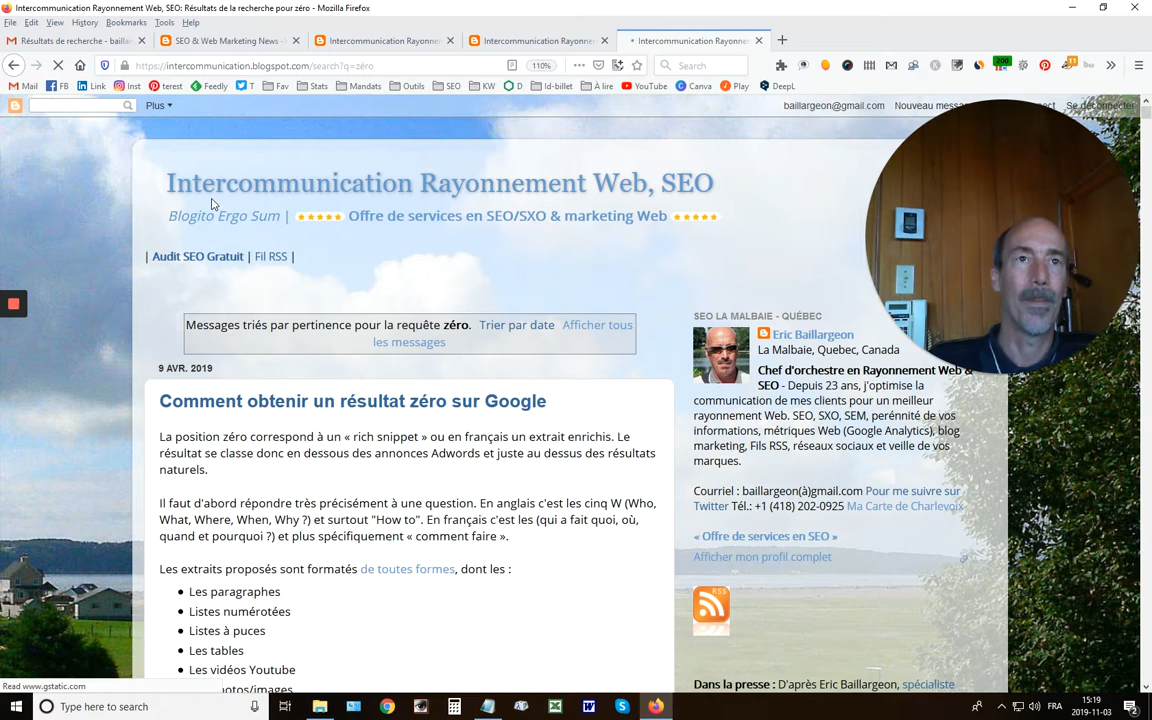 Intercommunication Rayonnement Web, SEO: Résultats de la recherche pour zéro - Mozilla Firefox
File Edit View History Bookmarks Tools Help
Résultats de recherche - baillar
SEO & Web Marketing News -
Intercommunication Rayonner
Intercommunication Rayonne
Intercommunication Rayonne
https://intercommunication.blogspot.com/search?q=zéro
110%
Search
200
11
Mail FB Link Inst terest Feedly T Fav Stats Mandats Outils SEO KW D Id-billet À lire YouTube Canva Play DeepL
Plus
baillargeon@gmail.com Nouveau Se déconnecter
Intercommunication Rayonnement Web, SEO
Blogito Ergo Sum | ★★★★★ Offre de services en SEO/SXO & marketing Web ★★★★★
| Audit SEO Gratuit | Fil RSS |
Messages triés par pertinence pour la requête zéro. Trier par date Afficher tous
les messages
9 AVR. 2019
Comment obtenir un résultat zéro sur Google
La position zéro correspond à un « rich snippet » ou en français un extrait enrichis. Le
résultat se classe donc en dessous des annonces Adwords et juste au dessus des résultats
naturels.
Il faut d'abord répondre très précisément à une question. En anglais c'est les cinq W (Who,
What, Where, When, Why ?) et surtout "How to". En français c'est les (qui a fait quoi, où,
quand et pourquoi ?) et plus spécifiquement « comment faire ».
Les extraits proposés sont formatés de toutes formes, dont les :
Les paragraphes
Listes numérotées
Listes à puces
Les tables
Les vidéos Youtube
photos/images
SEO LA MALBAIE - QUÉBEC
Eric Baillargeon
La Malbaie, Quebec, Canada
Chef d'orchestre en Rayonnement Web &
SEO - Depuis 23 ans, j'optimise la
communication de mes clients pour un meilleur
rayonnement Web. SEO, SXO, SEM, perénnité de vos
informations, métriques Web (Google Analytics), blog
marketing, Fils RSS, réseaux sociaux et veille de vos
marques.
Courriel : baillargeon(à)gmail.com Pour me suivre sur
Twitter Tél.: +1 (418) 202-0925 Ma Carte de Charlevoix
« Offre de services en SEO »
Afficher mon profil complet
RSS
Dans la presse : D'après Eric Baillargeon, spécialiste
Read www.gstatic.com
Type here to search
FRA
15:19
2019-11-03
2